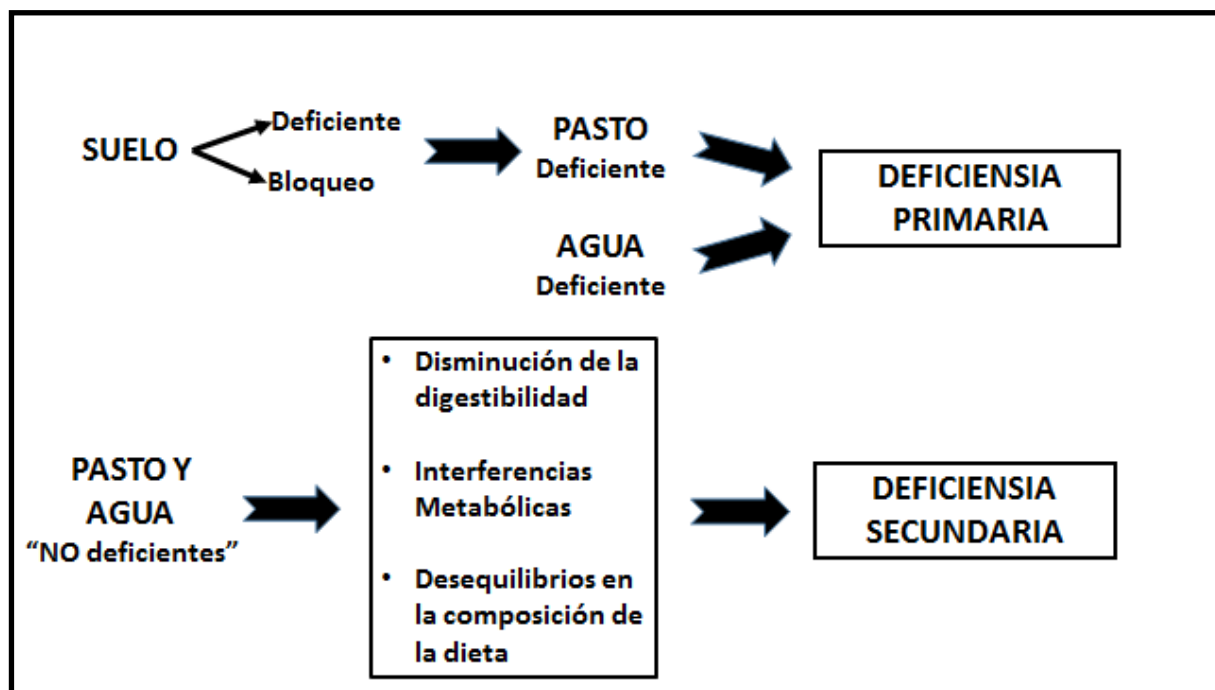 SUELO
Deficiente
Bloqueo
PASTO
Deficiente
AGUA
Deficiente
DEFICIENSIA
PRIMARIA
PASTO Y
AGUA
“NO deficientes”
• Disminución de la
digestibilidad
• Interferencias
Metabólicas
• Desequilibrios en
la composición de
la dieta
DEFICIENSIA
SECUNDARIA